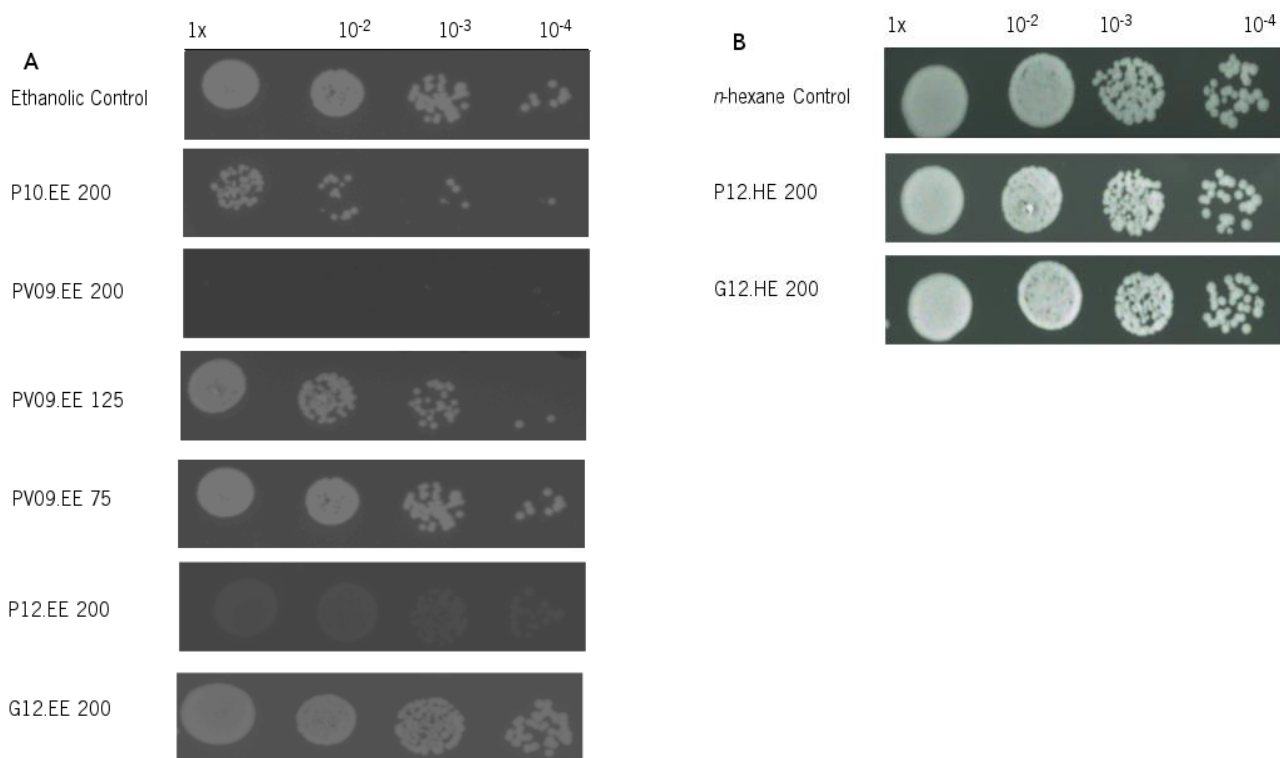 A
1x 10-2 10-3 10-4
Ethanolic Control
P10.EE 200
PV09.EE 200
PV09.EE 125
PV09.EE 75
P12.EE 200
G12.EE 200
B
1x 10-2 10-3 10-4
n-hexane Control
P12.HE 200
G12.HE 200